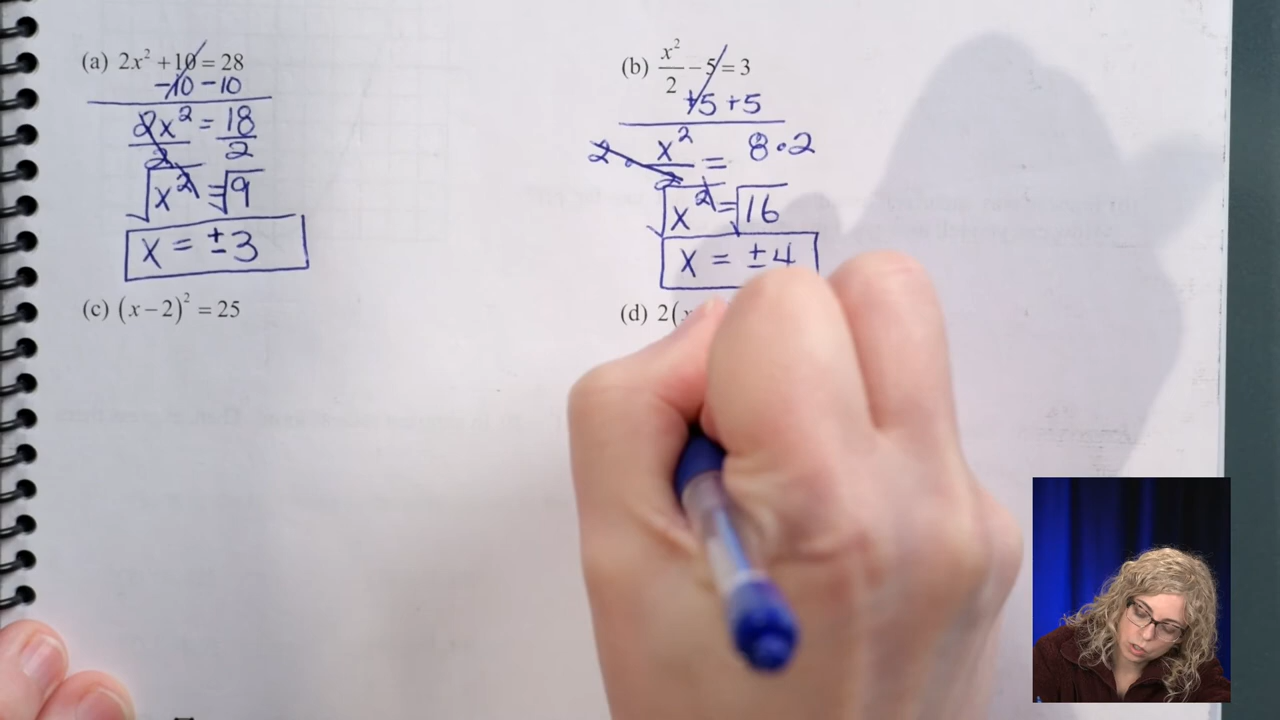 (a) 2x² + 10 = 28
-10 -10
2x² = 18
2 2
√x² = √9
x = ±3
(b) x²/2 - 5 = 3
+5 +5
2 · x²/2 = 8 · 2
√x² = √16
x = ±4
(c) (x - 2)² = 25
(d) 2(